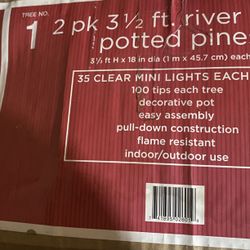 TREE NO.
1
2 pk 3½ ft. river
potted pine
3½ ft H x 18 in dia (1 m x 45.7 cm) each
35 CLEAR MINI LIGHTS EACH
100 tips each tree
decorative pot
easy assembly
pull-down construction
flame resistant
indoor/outdoor use